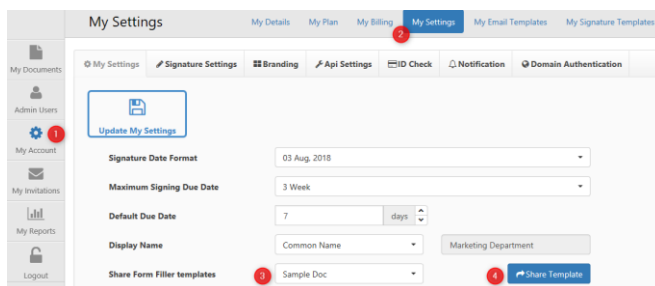 My Settings
My Details My Plan My Billing My Settings My Email Templates My Signature Templates
2
My Documents
Admin Users
1
My Account
My Invitations
My Reports
Logout
My Settings Signature Settings Branding Api Settings ID Check Notification Domain Authentication
Update My Settings
Signature Date Format 03 Aug, 2018
Maximum Signing Due Date 3 Week
Default Due Date 7 days
Display Name Common Name Marketing Department
Share Form Filler templates 3 Sample Doc 4 Share Template